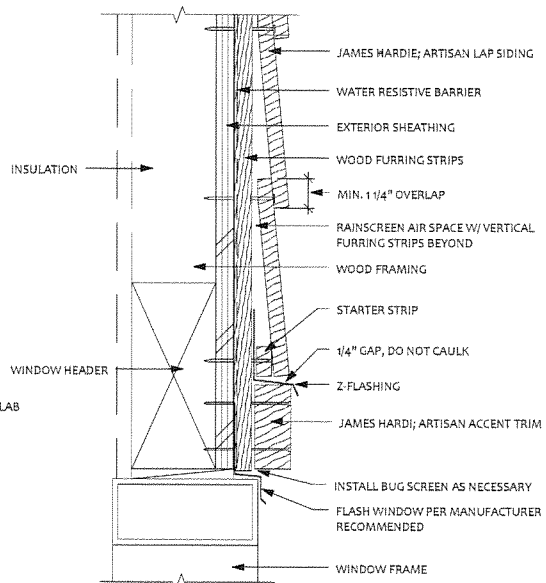 JAMES HARDIE; ARTISAN LAP SIDING
WATER RESISTIVE BARRIER
EXTERIOR SHEATHING
INSULATION
WOOD FURRING STRIPS
MIN. 1 1/4" OVERLAP
RAINSCREEN AIR SPACE W/ VERTICAL
FURRING STRIPS BEYOND
WOOD FRAMING
STARTER STRIP
1/4" GAP, DO NOT CAULK
WINDOW HEADER
Z-FLASHING
LAB
JAMES HARDI; ARTISAN ACCENT TRIM
INSTALL BUG SCREEN AS NECESSARY
FLASH WINDOW PER MANUFACTURER
RECOMMENDED
WINDOW FRAME